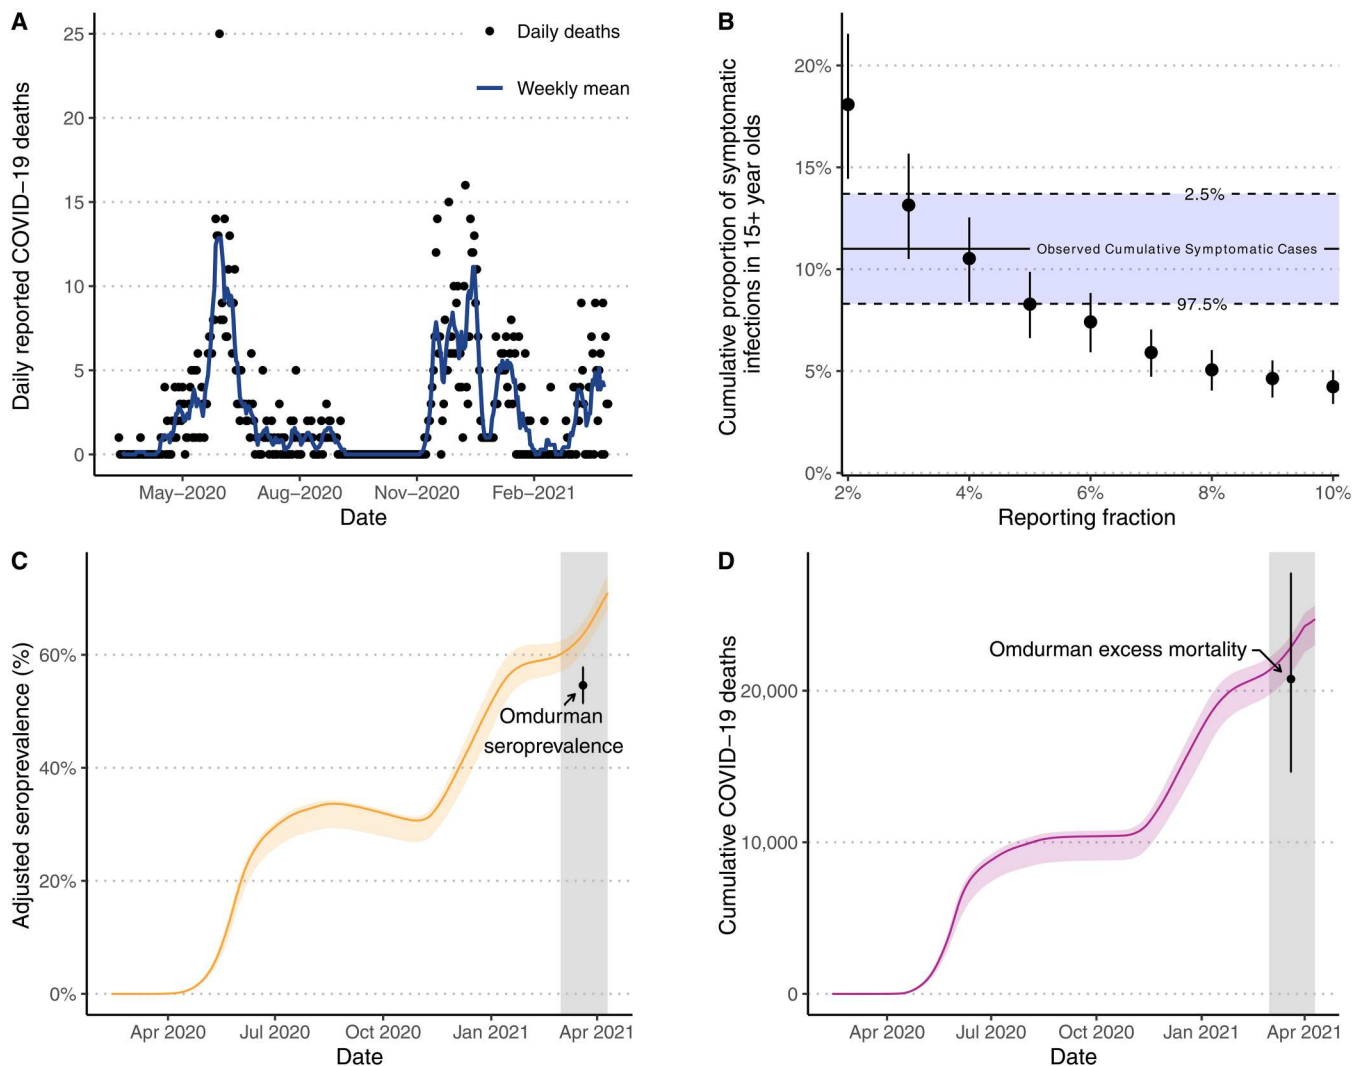 A
Daily reported COVID−19 deaths
25
20
15
10
5
0
Daily deaths
Weekly mean
May−2020
Aug−2020
Nov−2020
Feb−2021
Date
B
Cumulative proportion of symptomatic
infections in 15+ year olds
20%
15%
10%
5%
0%
2.5%
Observed Cumulative Symptomatic Cases
97.5%
2%
4%
6%
8%
10%
Reporting fraction
C
Adjusted seroprevalence (%)
60%
40%
20%
0%
Omdurman
seroprevalence
Apr 2020
Jul 2020
Oct 2020
Jan 2021
Apr 2021
Date
D
Cumulative COVID−19 deaths
20,000
10,000
0
Omdurman excess mortality
Apr 2020
Jul 2020
Oct 2020
Jan 2021
Apr 2021
Date